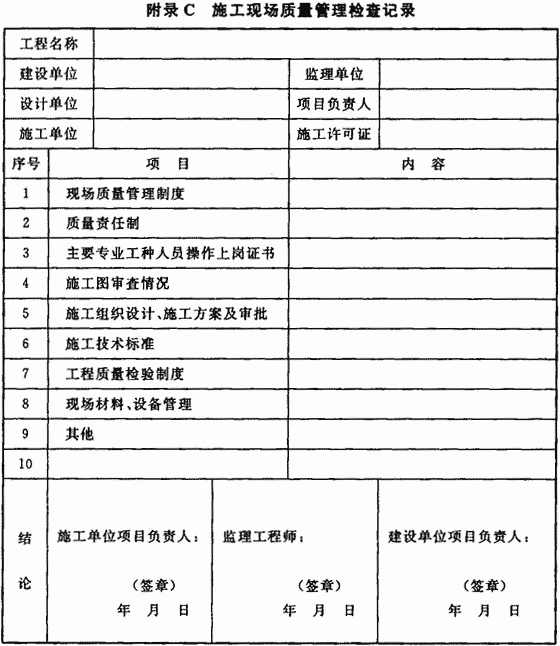 附录 C 施工现场质量管理检查记录
工程名称
建设单位 监理单位
设计单位 项目负责人
施工单位 施工许可证
序号 项 目 内 容
1 现场质量管理制度
2 质量责任制
3 主要专业工种人员操作上岗证书
4 施工图审查情况
5 施工组织设计、施工方案及审批
6 施工技术标准
7 工程质量检验制度
8 现场材料、设备管理
9 其他
10
结论
施工单位项目负责人： 监理工程师： 建设单位项目负责人：
（签章） （签章） （签章）
年 月 日 年 月 日 年 月 日